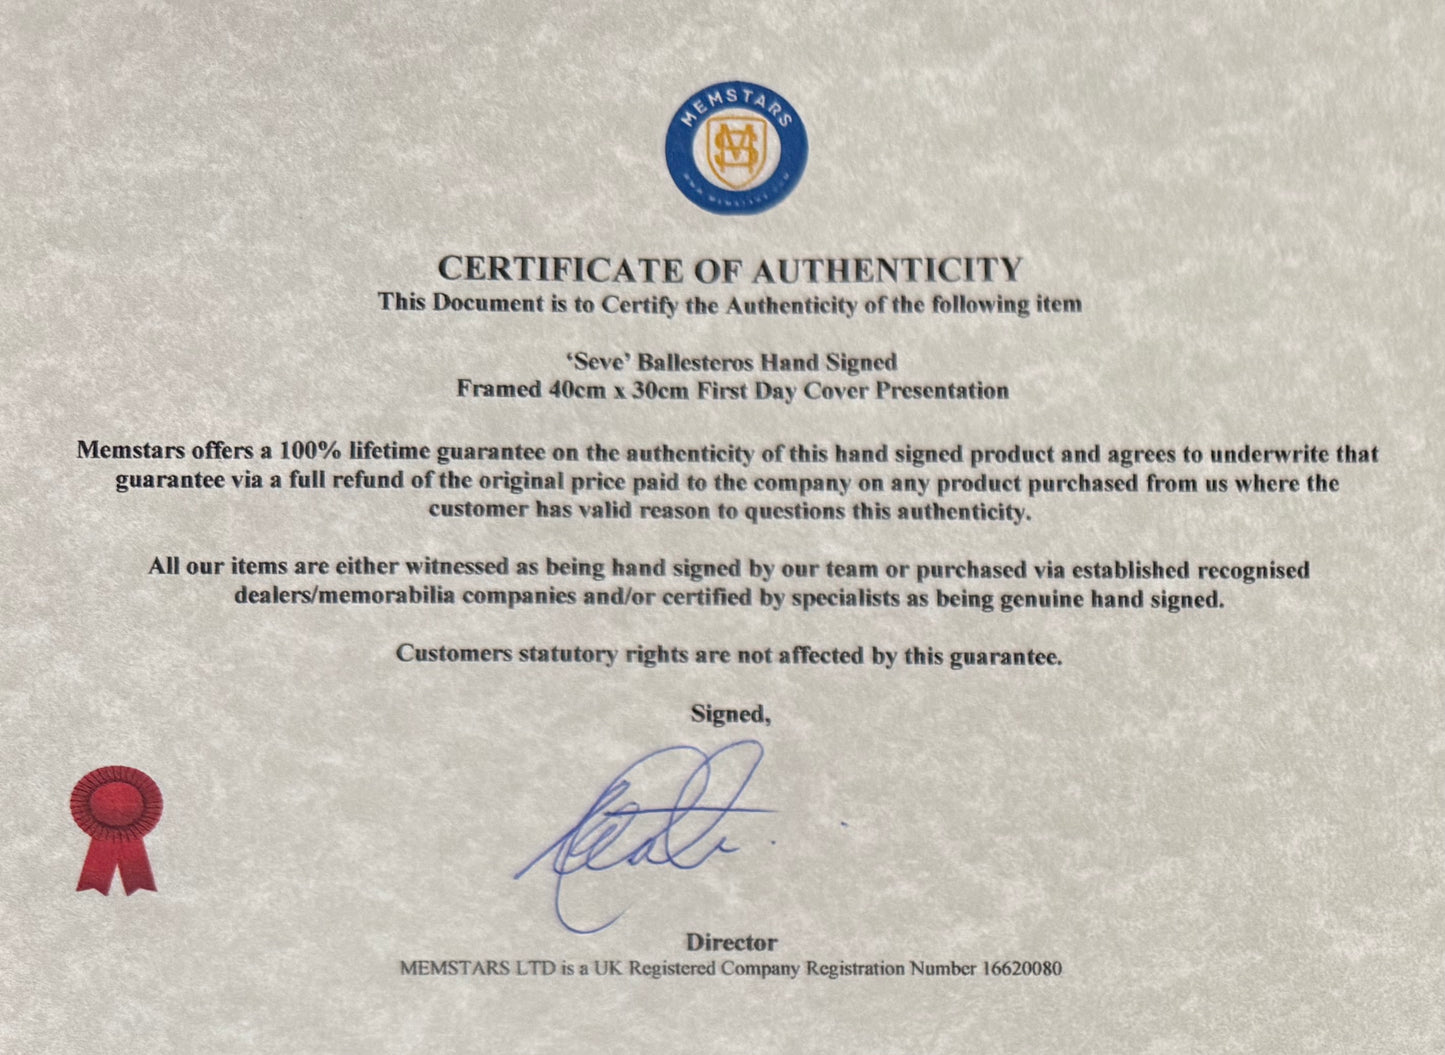 MEMSTARS
CERTIFICATE OF AUTHENTICITY
This Document is to Certify the Authenticity of the following item
‘Seve’ Ballesteros Hand Signed
Framed 40cm x 30cm First Day Cover Presentation
Memstars offers a 100% lifetime guarantee on the authenticity of this hand signed product and agrees to underwrite that
guarantee via a full refund of the original price paid to the company on any product purchased from us where the
customer has valid reason to questions this authenticity.
All our items are either witnessed as being hand signed by our team or purchased via established recognised
dealers/memorabilia companies and/or certified by specialists as being genuine hand signed.
Customers statutory rights are not affected by this guarantee.
Signed,
Director
MEMSTARS LTD is a UK Registered Company Registration Number 16620080